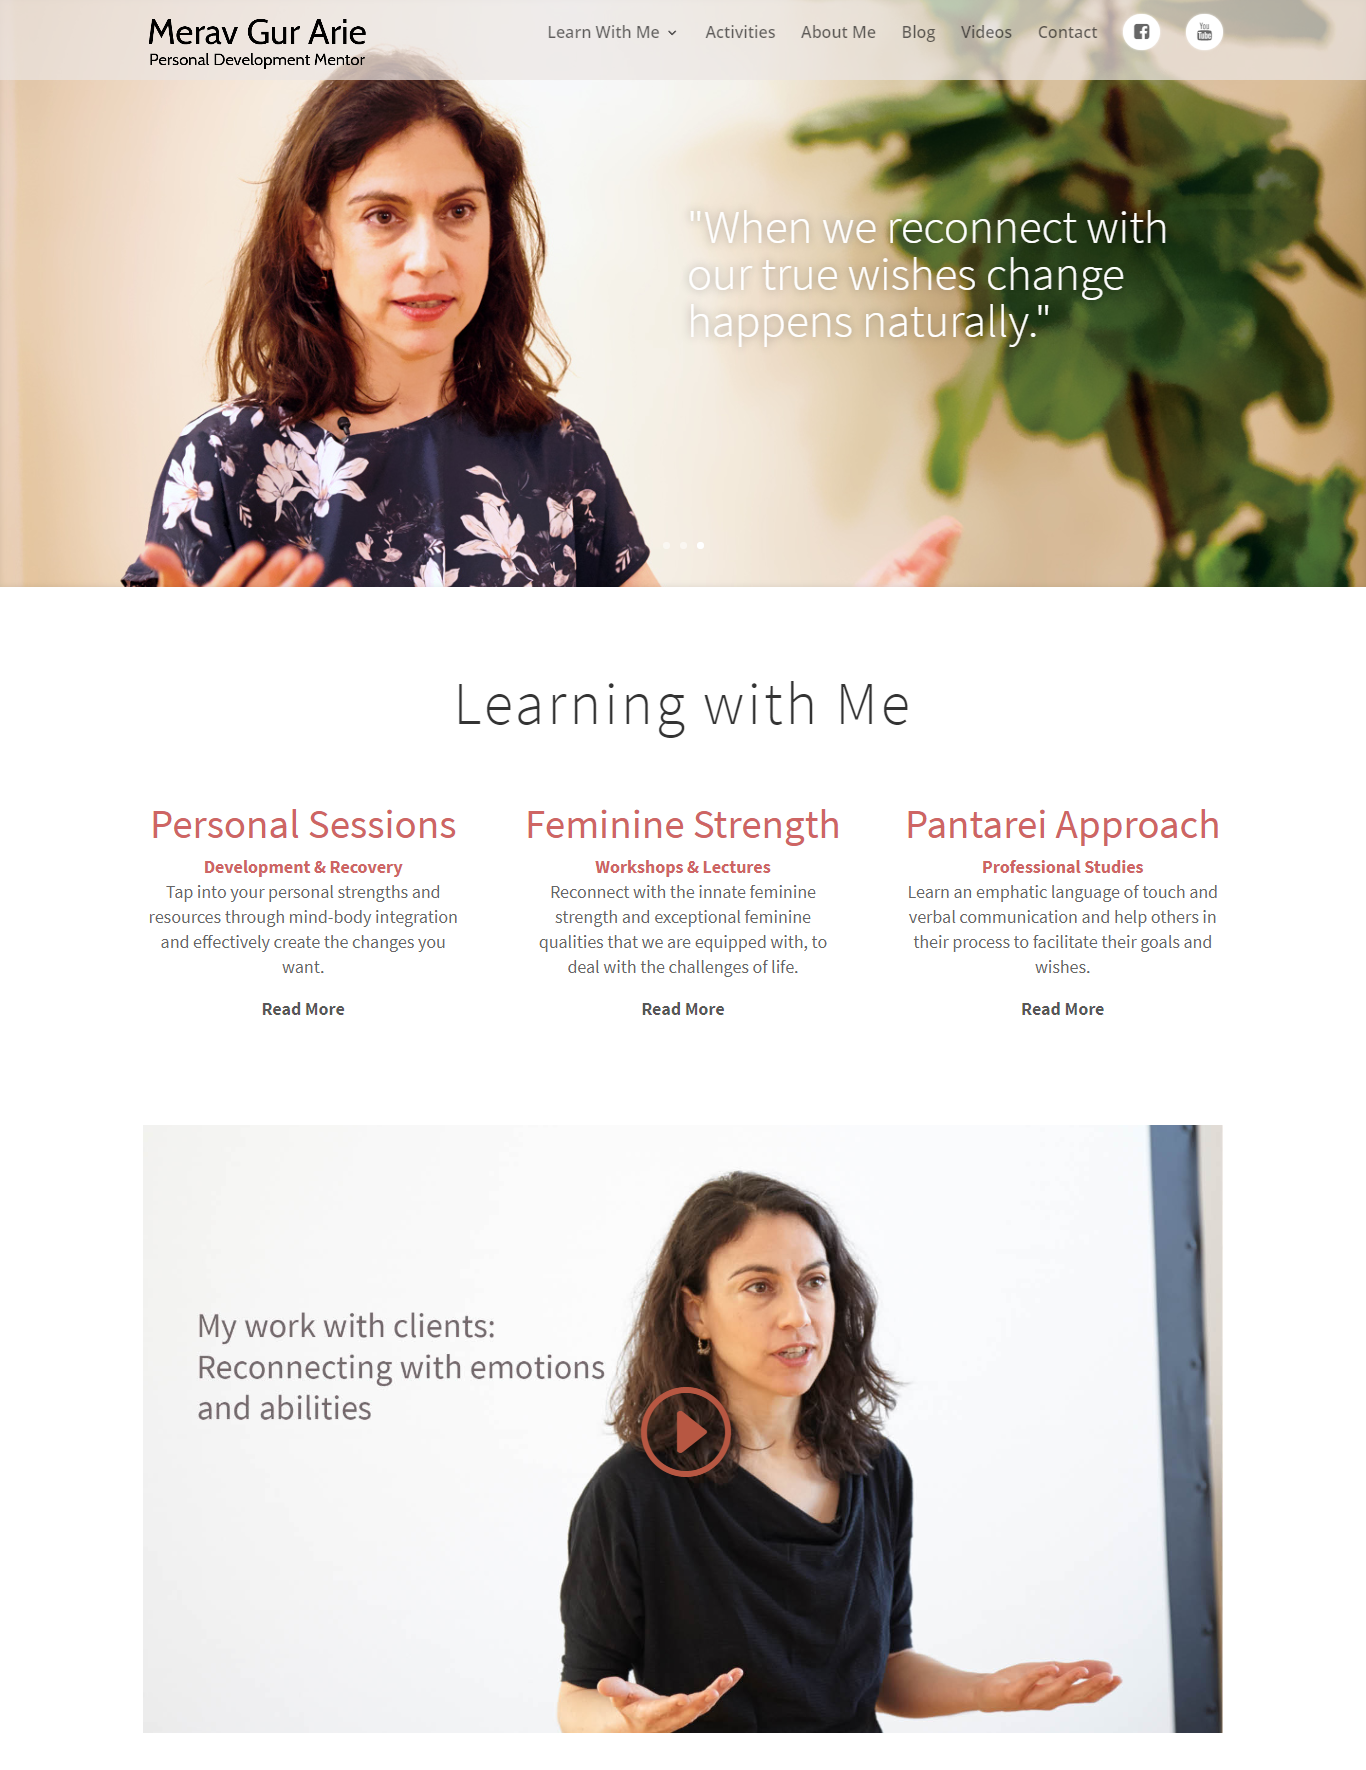 Merav Gur Arie
Personal Development Mentor
Learn With Me
Activities
About Me
Blog
Videos
Contact
You
Tube
"When we reconnect with
our true wishes change
happens naturally."
Learning with Me
Personal Sessions
Development & Recovery
Tap into your personal strengths and
resources through mind-body integration
and effectively create the changes you
want.
Read More
Feminine Strength
Workshops & Lectures
Reconnect with the innate feminine
strength and exceptional feminine
qualities that we are equipped with, to
deal with the challenges of life.
Read More
Pantarei Approach
Professional Studies
Learn an emphatic language of touch and
verbal communication and help others in
their process to facilitate their goals and
wishes.
Read More
My work with clients:
Reconnecting with emotions
and abilities